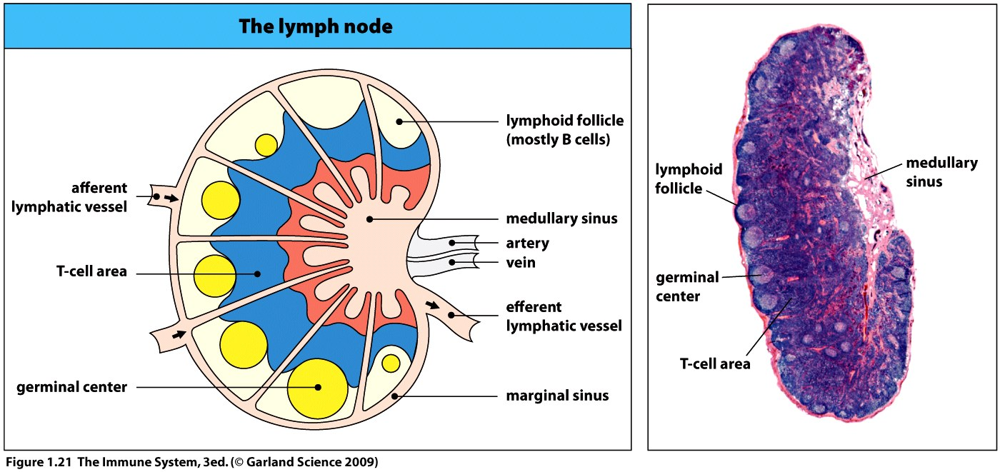 The lymph node
lymphoid follicle
(mostly B cells)
afferent
lymphatic vessel
medullary sinus
artery
vein
T-cell area
efferent
lymphatic vessel
germinal center
marginal sinus
lymphoid
follicle
medullary
sinus
germinal
center
T-cell area
Figure 1.21 The Immune System, 3ed. (© Garland Science 2009)